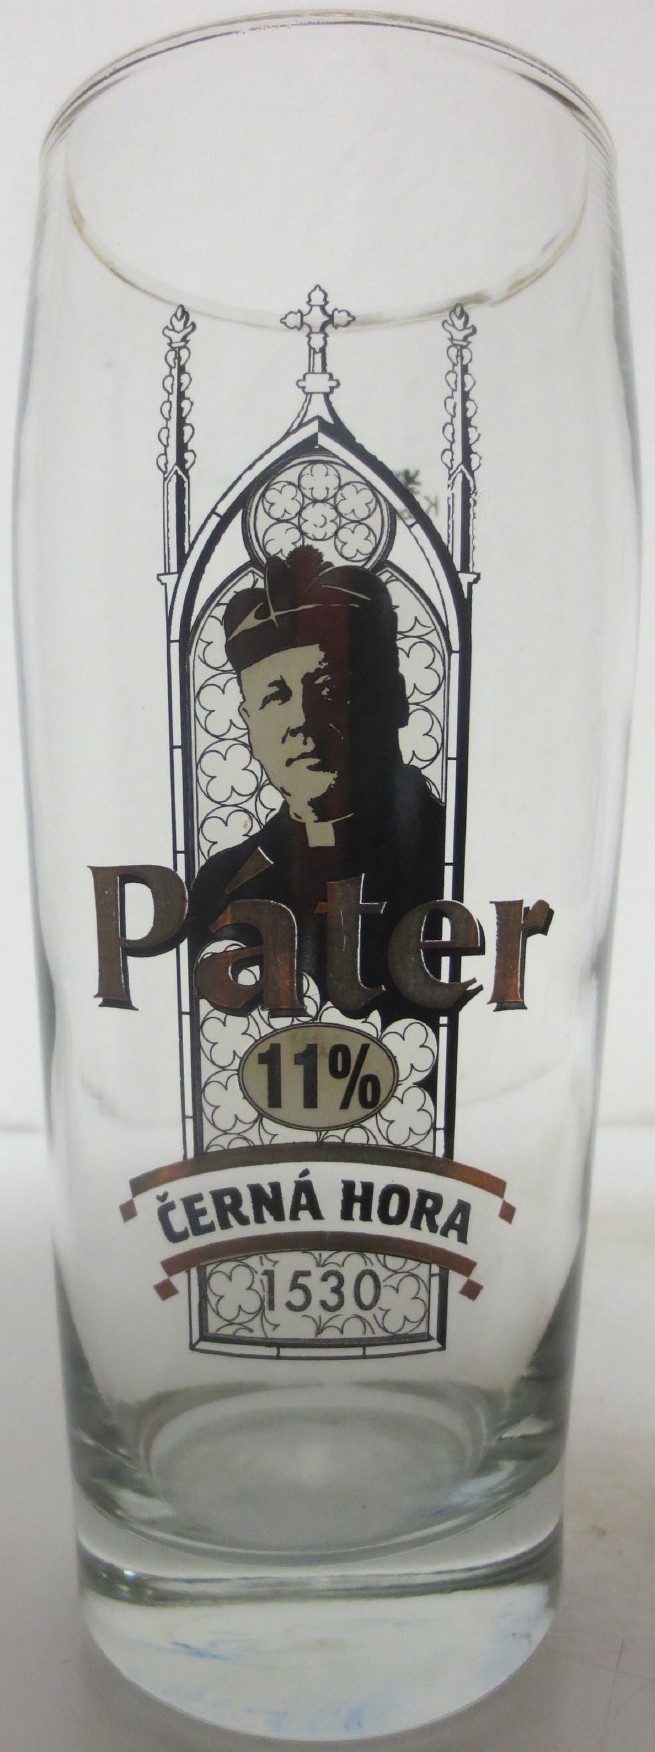 Páter
11%
ČERNÁ HORA
1530